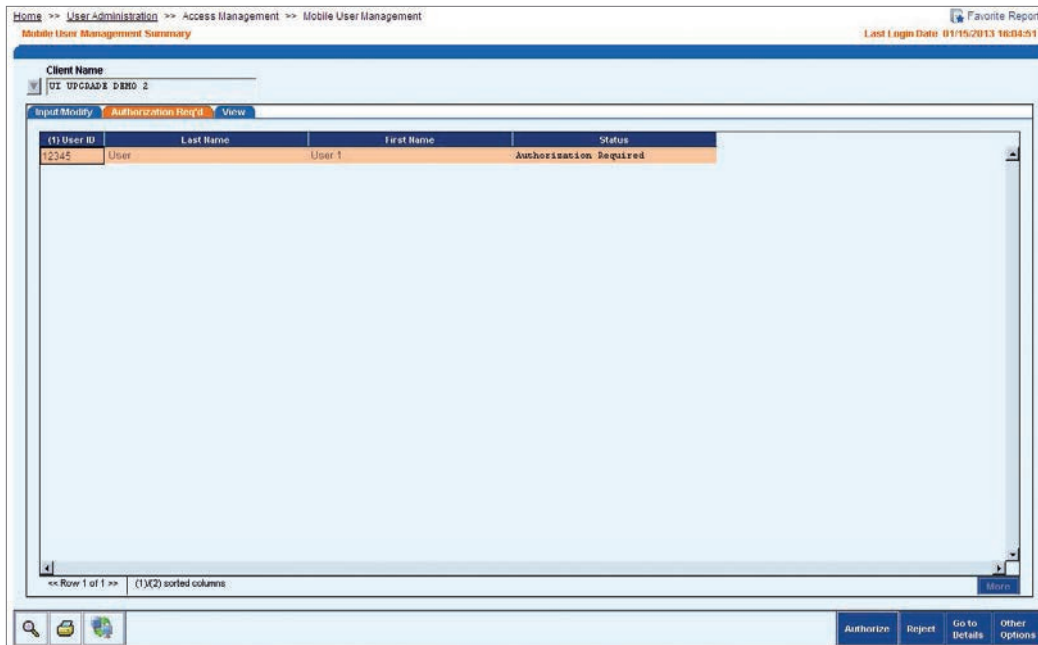 Home >> User Administration >> Access Management >> Mobile User Management
Favorite Report
Mobile User Management Summary
Last Login Date 01/15/2013 16:04:51
Client Name
UI UPGRADE DEMO 2
Input/Modify Authorization Req'd View
(1) User ID Last Name First Name Status
12345 User User 1 Authorization Required
<< Row 1 of 1 >> (1)/(2) sorted columns
More
Authorize Reject Go to Details Other Options